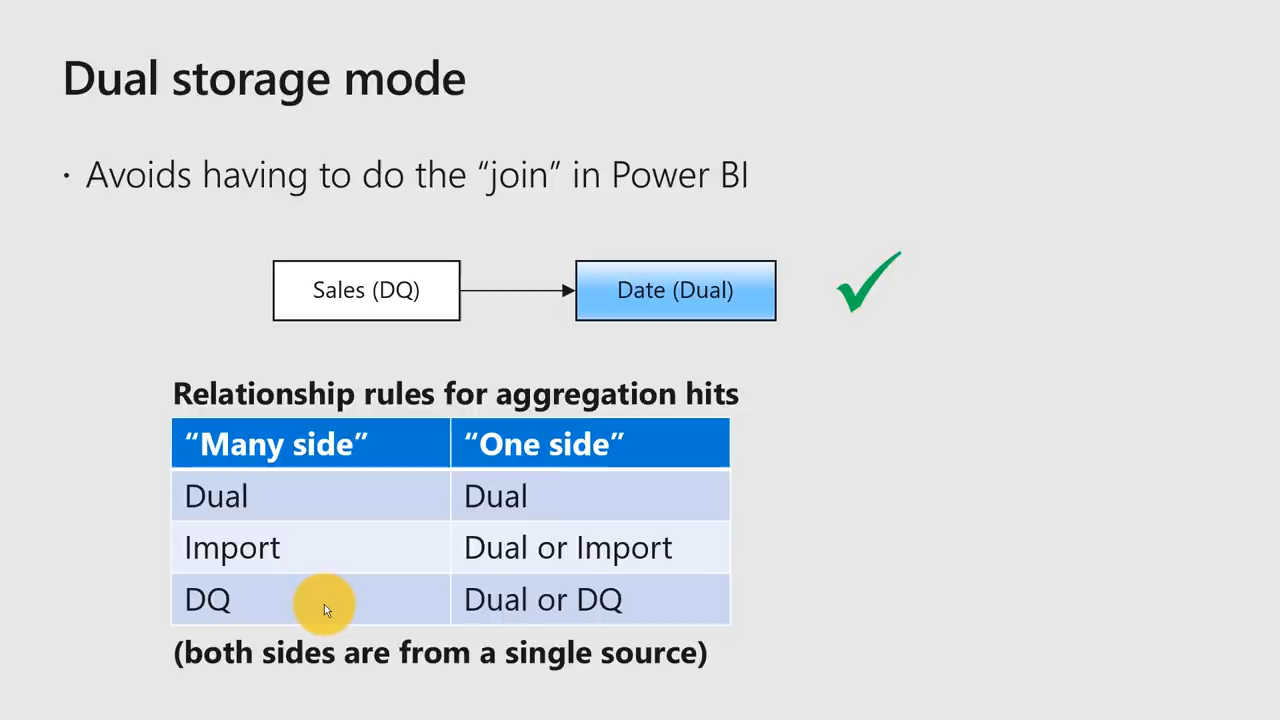 Dual storage mode
• Avoids having to do the “join” in Power BI
Sales (DQ)
Date (Dual)
Relationship rules for aggregation hits
“Many side” “One side”
Dual Dual
Import Dual or Import
DQ Dual or DQ
(both sides are from a single source)